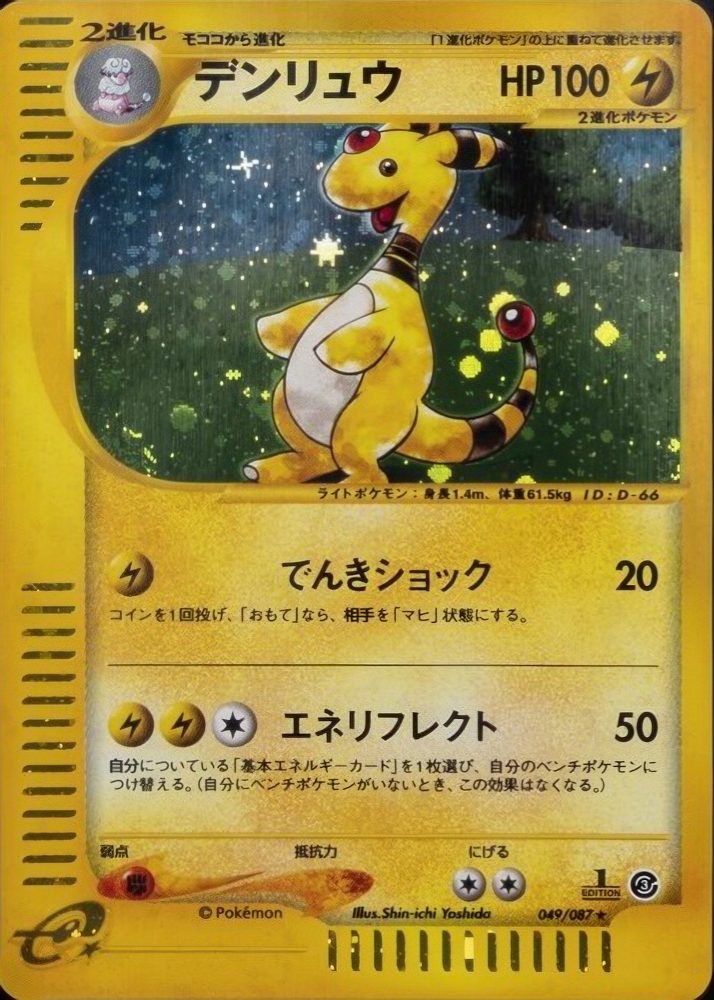 2進化 モココから進化 「1進化ポケモン」の上に重ねて進化させます。
デンリュウ HP100
2進化ポケモン
ライトポケモン：身長1.4m、体重61.5kg ID:D-66
でんきショック 20
コインを1回投げ、「おもて」なら、相手を「マヒ」状態にする。
エネリフレクト 50
自分についている「基本エネルギーカード」を1枚選び、自分のベンチポケモンに
つけ替える。（自分にベンチポケモンがいないとき、この効果はなくなる。）
弱点 抵抗力 にげる
1
EDITION
3
e
© Pokémon Illus.Shin-ichi Yoshida 049/087★